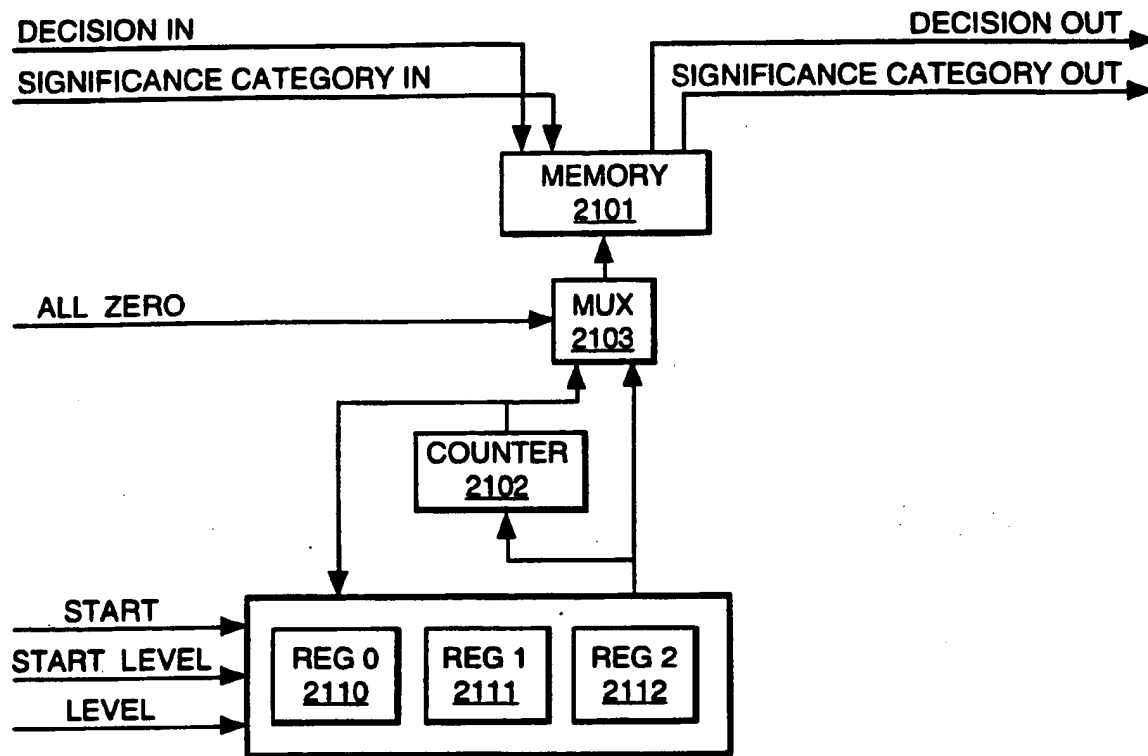 DECISION IN
DECISION OUT
SIGNIFICANCE CATEGORY IN
SIGNIFICANCE CATEGORY OUT
MEMORY
2101
ALL ZERO
MUX
2103
COUNTER
2102
START
START LEVEL
LEVEL
REG 0
2110
REG 1
2111
REG 2
2112